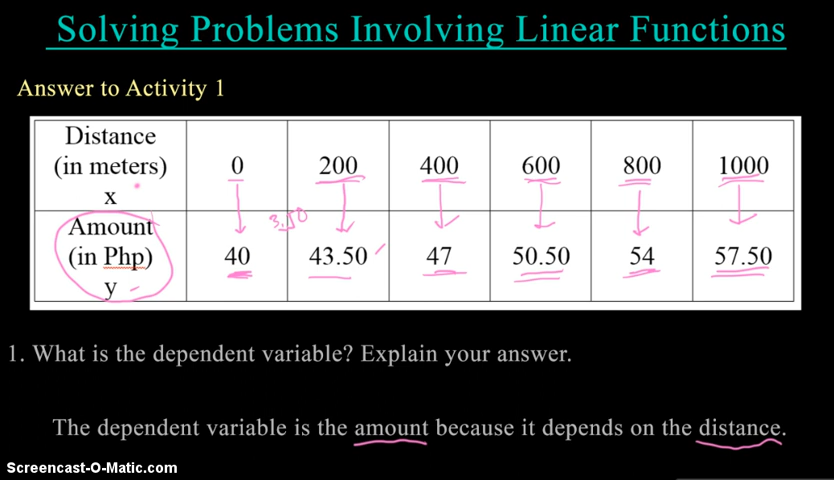 Solving Problems Involving Linear Functions
Answer to Activity 1
Distance
(in meters)
x
0 200 400 600 800 1000
3.50
Amount
(in Php)
y
40 43.50 47 50.50 54 57.50
1. What is the dependent variable? Explain your answer.
The dependent variable is the amount because it depends on the distance.
Screencast-O-Matic.com